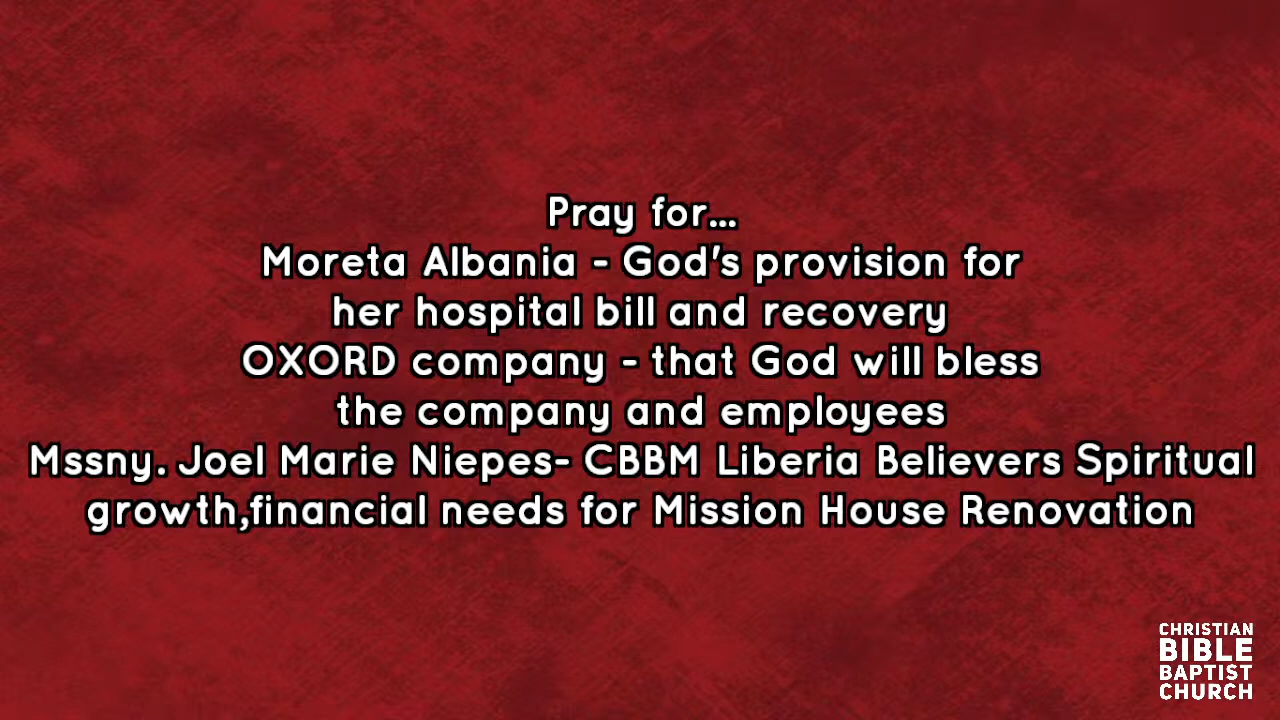 Pray for...
Moreta Albania - God's provision for
her hospital bill and recovery
OXORD company - that God will bless
the company and employees
Mssny. Joel Marie Niepes- CBBM Liberia Believers Spiritual
growth,financial needs for Mission House Renovation
CHRISTIAN
BIBLE
BAPTIST
CHURCH